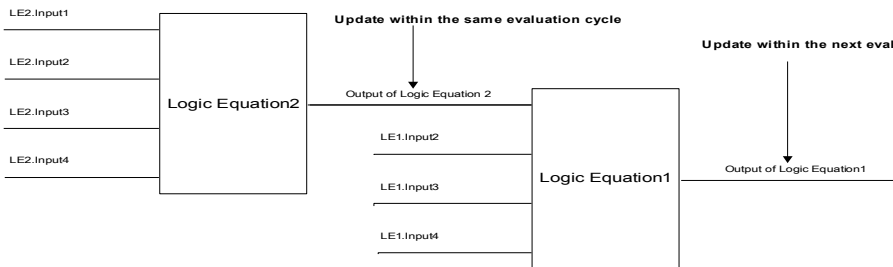 LE2.Input1
Update within the same evaluation cycle
LE2.Input2
Update within the next eval
LE2.Input3
Logic Equation2
Output of Logic Equation 2
LE2.Input4
LE1.Input2
LE1.Input3
Logic Equation1
Output of Logic Equation1
LE1.Input4